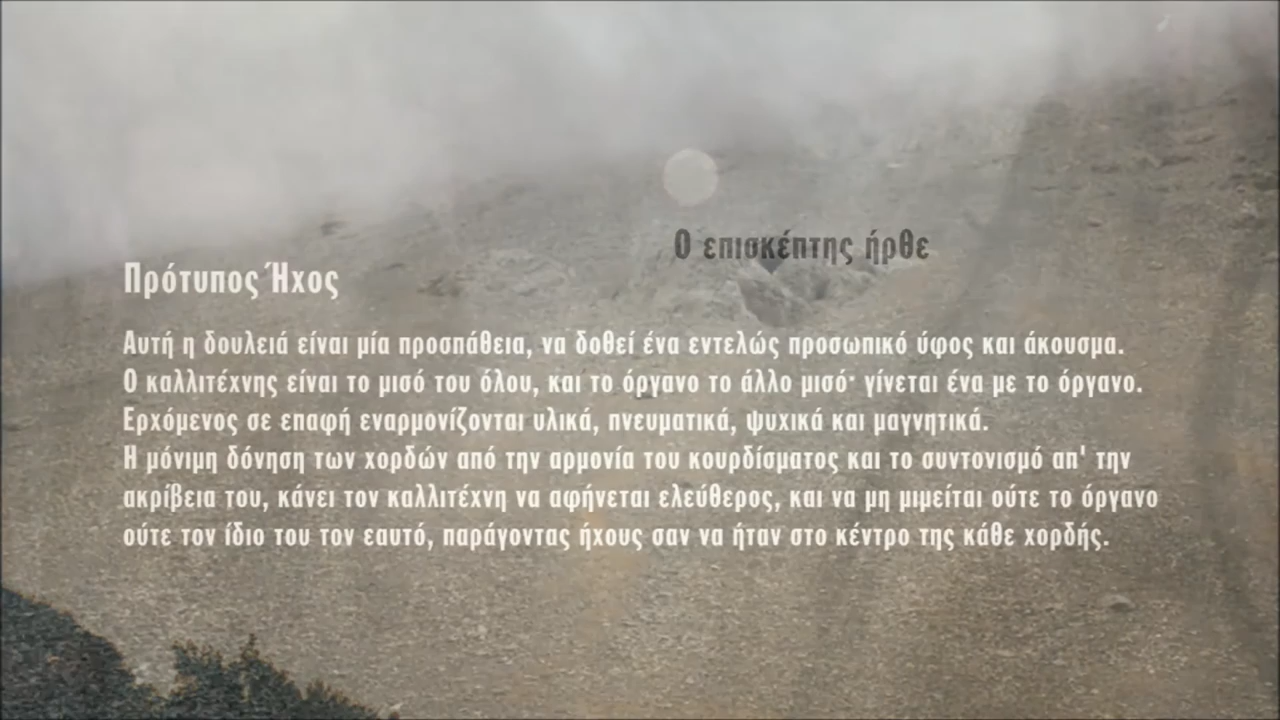 Ο επισκέπτης ήρθε
Πρότυπος Ήχος
Αυτή η δουλειά είναι μία προσπάθεια, να δοθεί ένα εντελώς προσωπικό ύφος και άκουσμα.
Ο καλλιτέχνης είναι το μισό του όλου, και το όργανο το άλλο μισό· γίνεται ένα με το όργανο.
Ερχόμενος σε επαφή εναρμονίζονται υλικά, πνευματικά, ψυχικά και μαγνητικά.
Η μόνιμη δόνηση των χορδών από την αρμονία του κουρδίσματος και το συντονισμό απ' την
ακρίβεια του, κάνει τον καλλιτέχνη να αφήνεται ελεύθερος, και να μη μιμείται ούτε το όργανο
ούτε τον ίδιο του τον εαυτό, παράγοντας ήχους σαν να ήταν στο κέντρο της κάθε χορδής.